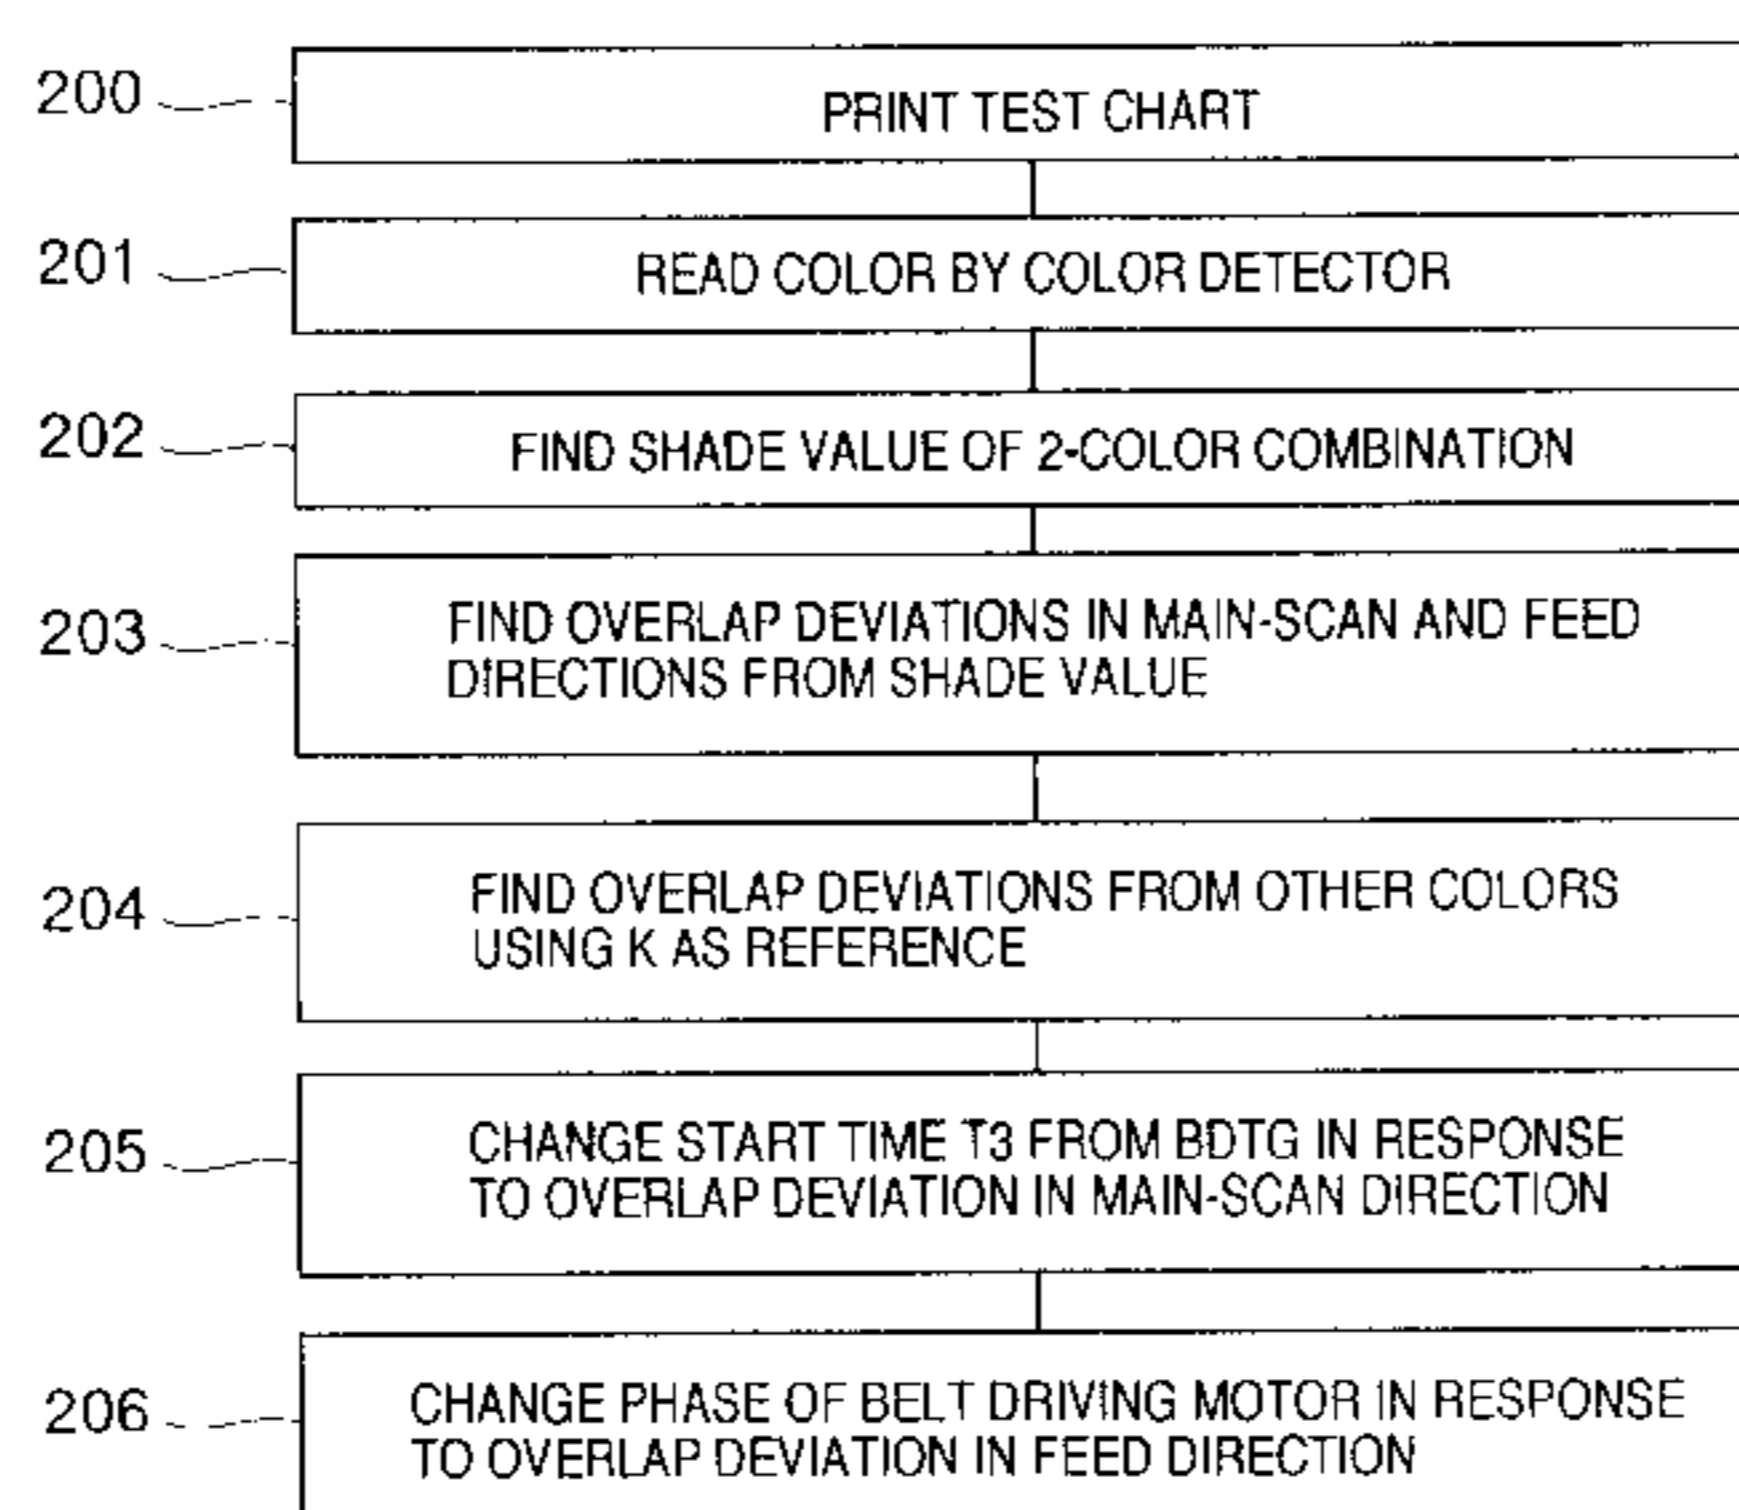 200
PRINT TEST CHART
201
READ COLOR BY COLOR DETECTOR
202
FIND SHADE VALUE OF 2-COLOR COMBINATION
203
FIND OVERLAP DEVIATIONS IN MAIN-SCAN AND FEED
DIRECTIONS FROM SHADE VALUE
204
FIND OVERLAP DEVIATIONS FROM OTHER COLORS
USING K AS REFERENCE
205
CHANGE START TIME T3 FROM BDTG IN RESPONSE
TO OVERLAP DEVIATION IN MAIN-SCAN DIRECTION
206
CHANGE PHASE OF BELT DRIVING MOTOR IN RESPONSE
TO OVERLAP DEVIATION IN FEED DIRECTION